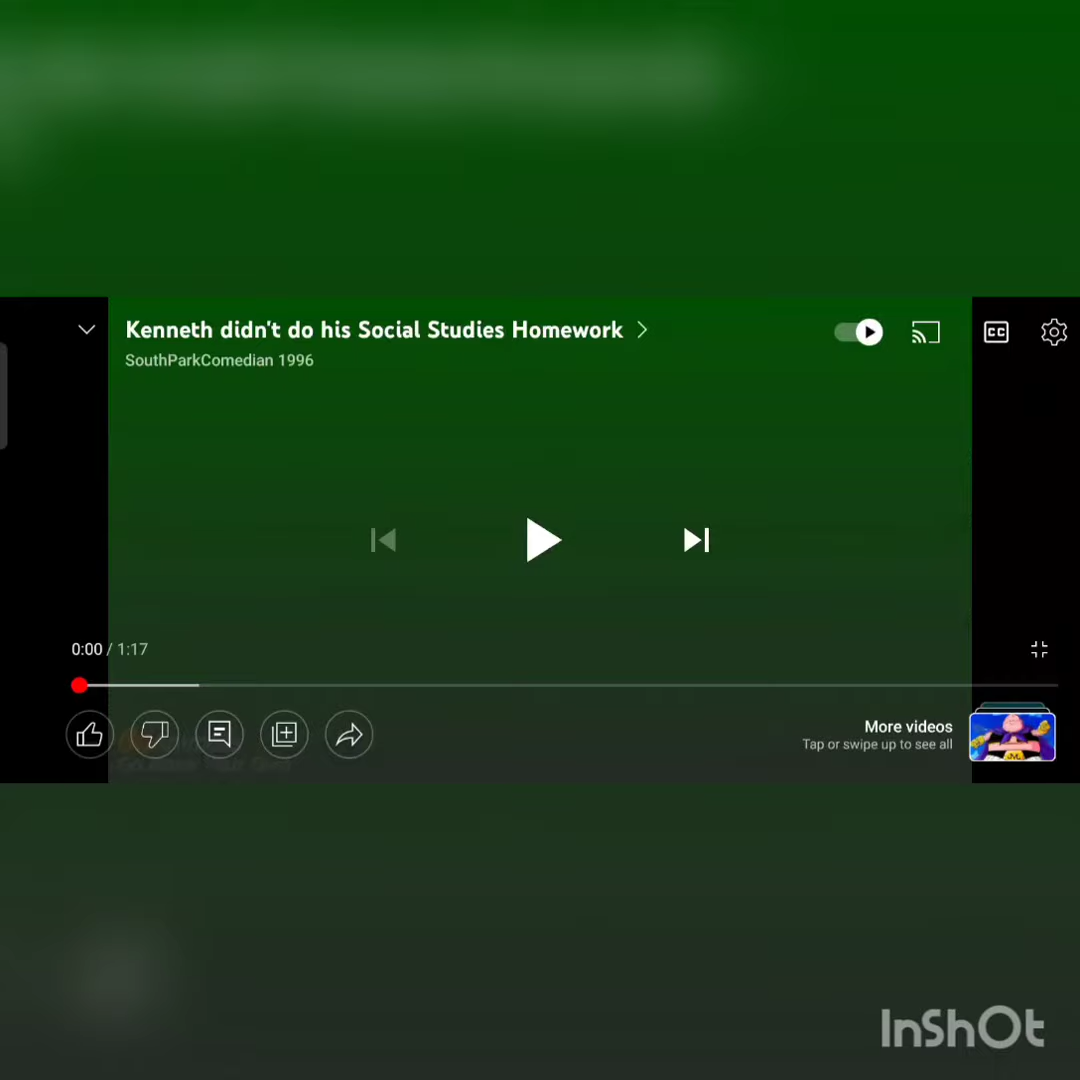 Kenneth didn't do his Social Studies Homework
SouthParkComedian 1996
CC
0:00 / 1:17
More videos
Tap or swipe up to see all
InShOt